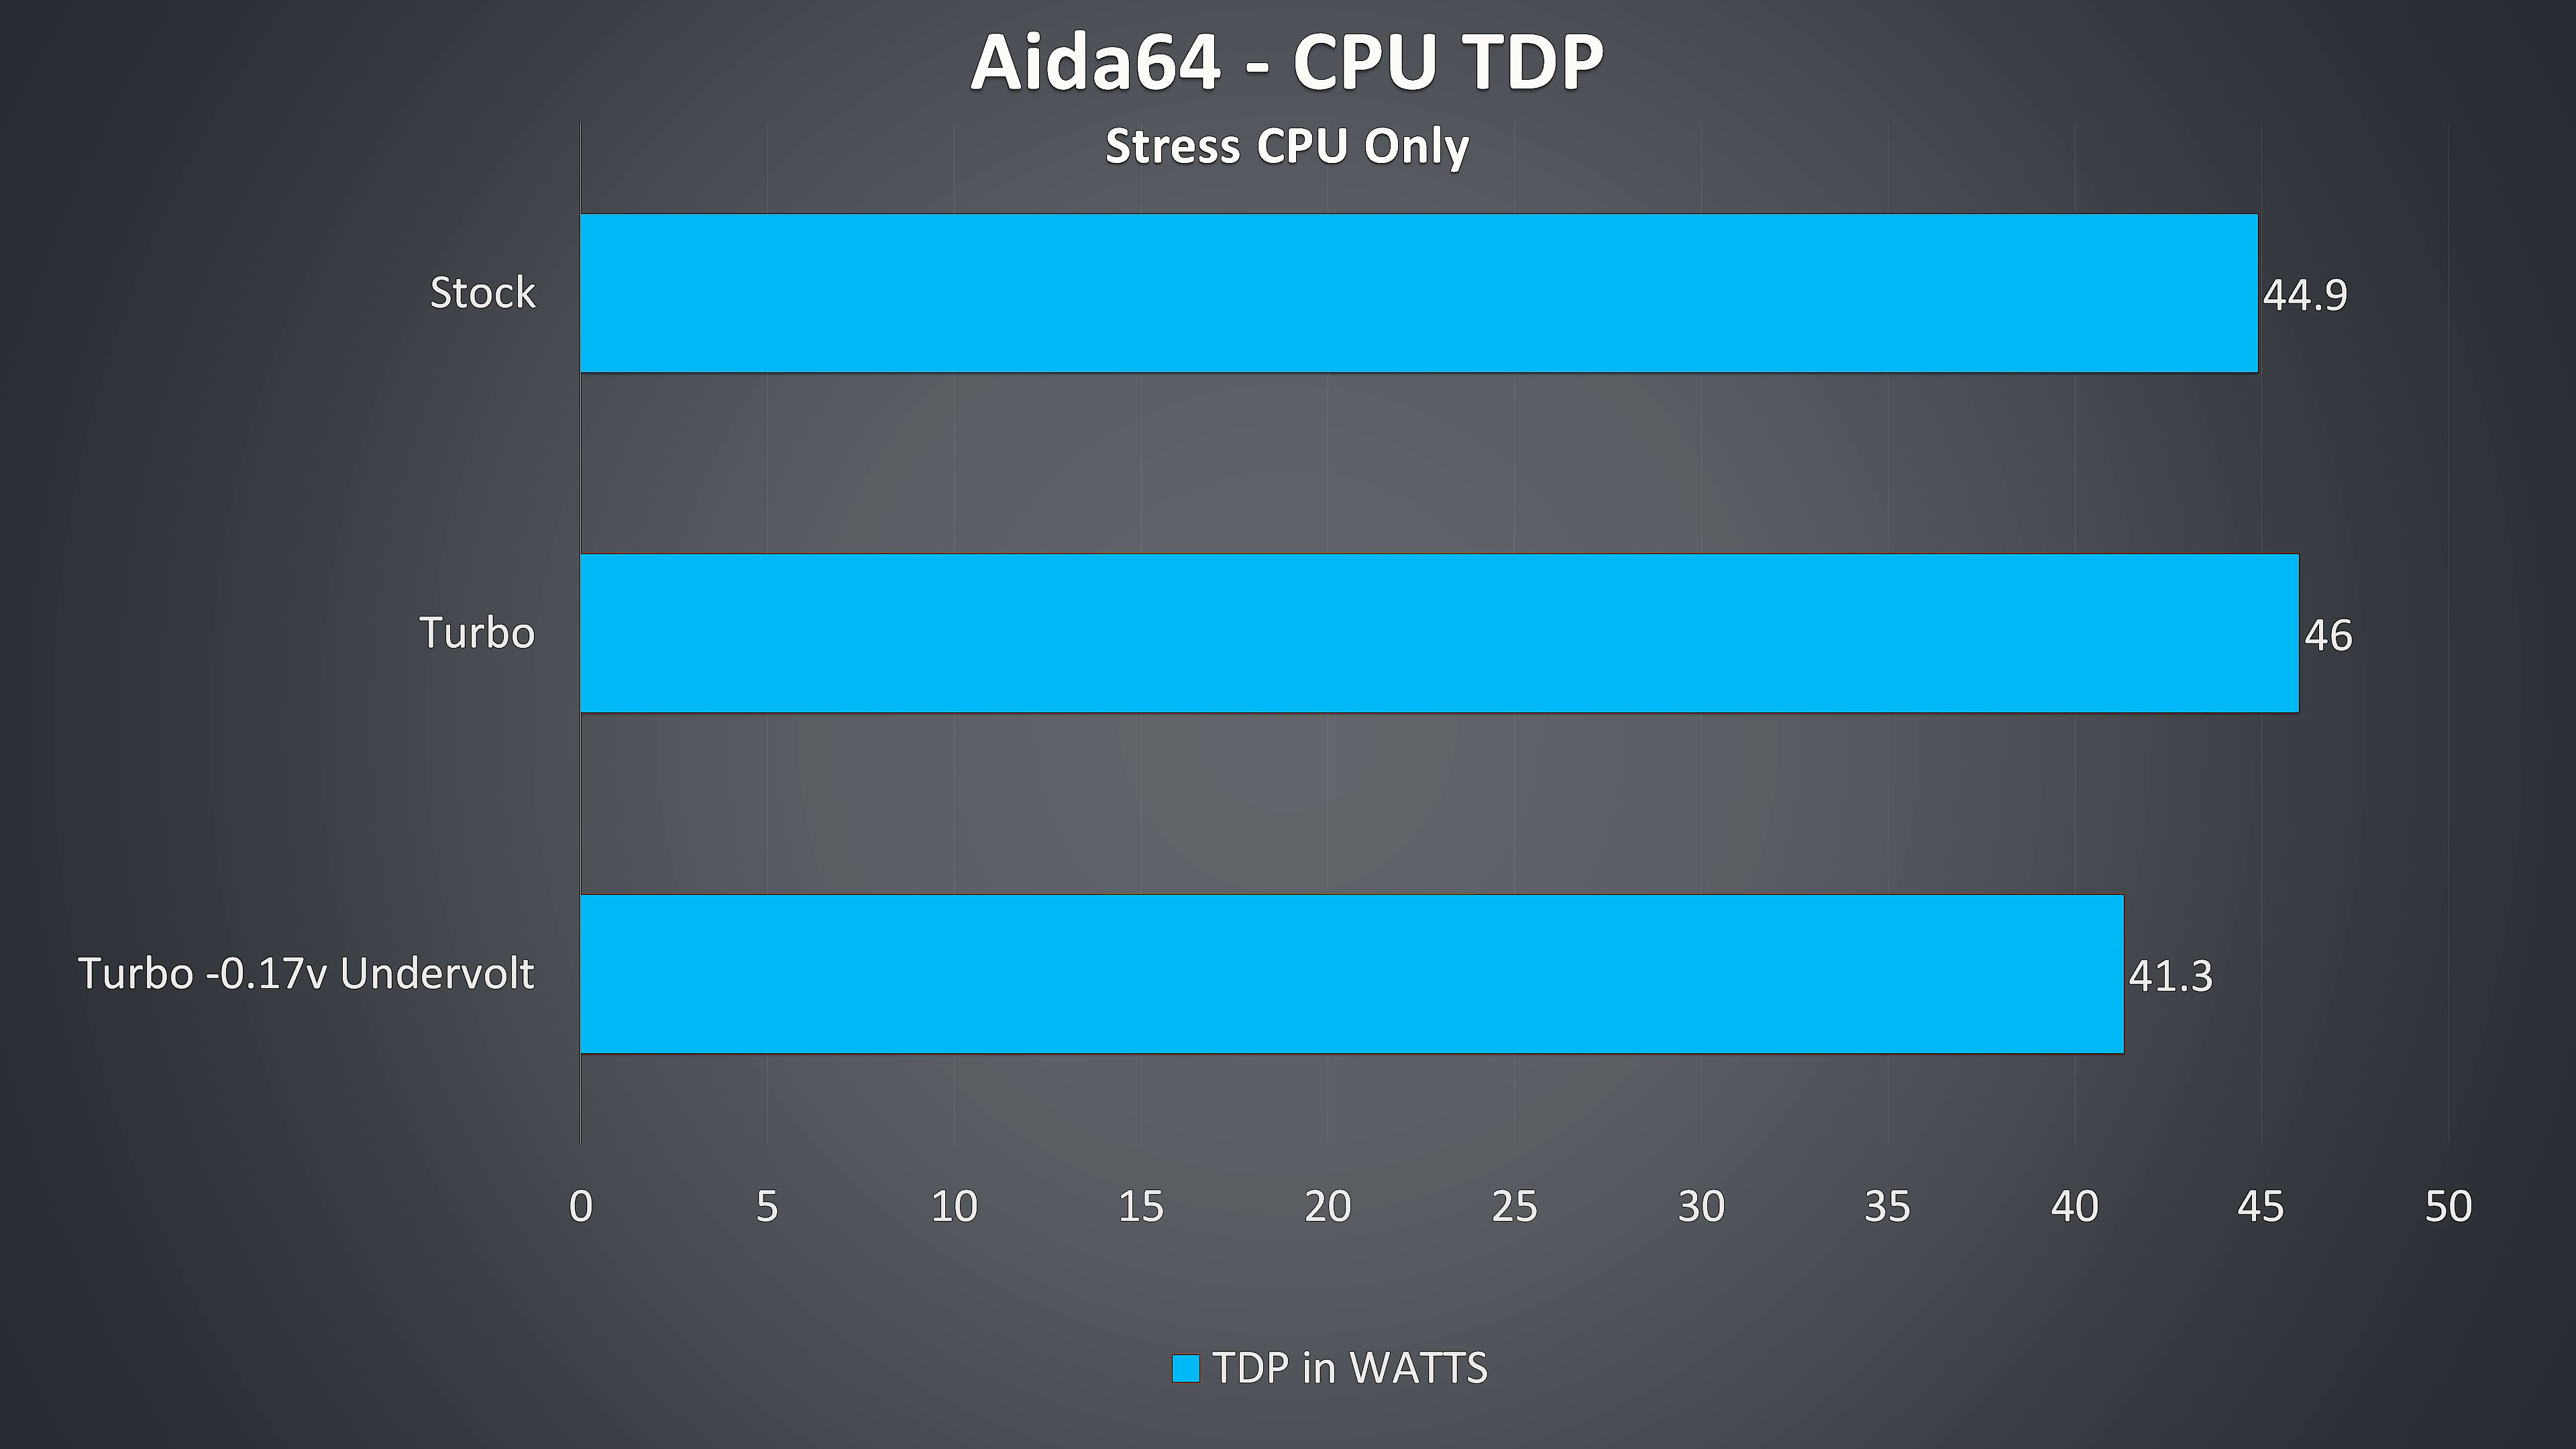 Aida64 - CPU TDP
Stress CPU Only
Stock
44.9
Turbo
46
Turbo -0.17v Undervolt
41.3
0 5 10 15 20 25 30 35 40 45 50
TDP in WATTS